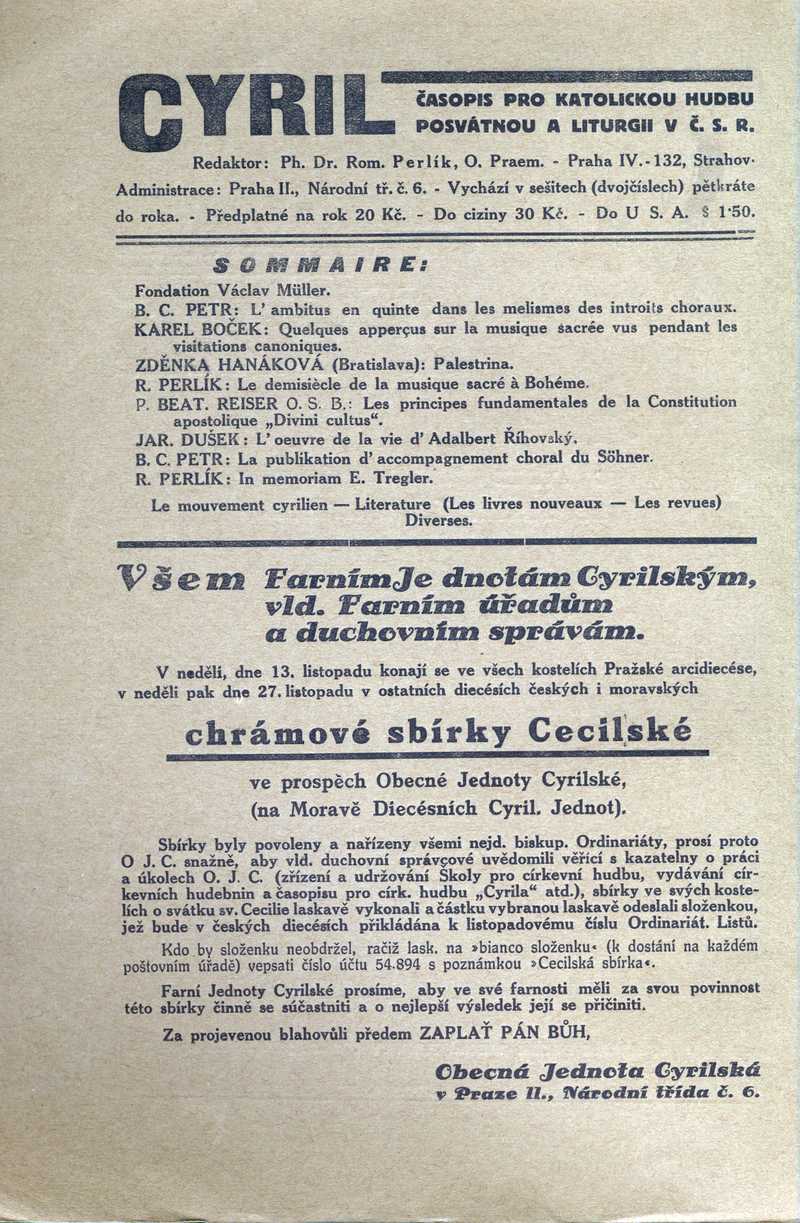 CYRIL
ČASOPIS PRO KATOLICKOU HUDBU
POSVÁTNOU A LITURGII V Č. S. R.
Redaktor: Ph. Dr. Rom. Perlík, O. Praem. - Praha IV.-132, Strahov-
Administrace: Praha II., Národní tř. č. 6. - Vychází v sešitech (dvojčíslech) pětkráte
do roka. - Předplatné na rok 20 Kč. - Do ciziny 30 Kč. - Do U S. A. $ 1·50.
SOMMAIRE:
Fondation Václav Müller.
B. C. PETR: L' ambitus en quinte dans les melismes des introits choraux.
KAREL BOČEK: Quelques apperçus sur la musique sacrée vus pendant les
visitations canoniques.
ZDĚNKA HANÁKOVÁ (Bratislava): Palestrina.
R. PERLÍK: Le demisiècle de la musique sacré à Bohéme.
P. BEAT. REISER O. S. B.: Les principes fundamentales de la Constitution
apostolique „Divini cultus“.
JAR. DUŠEK: L' oeuvre de la vie d' Adalbert Říhovský.
B. C. PETR: La publikation d' accompagnement choral du Söhner.
R. PERLÍK: In memoriam E. Tregler.
Le mouvement cyrilien — Literature (Les livres nouveaux — Les revues)
Diverses.
Všem Farním Je dnotám Cyrilským,
vld. Farním úřadům
a duchovním správám.
V neděli, dne 13. listopadu konají se ve všech kostelích Pražské arcidiecése,
v neděli pak dne 27. listopadu v ostatních diecésích českých i moravských
chrámové sbírky Cecilské
ve prospěch Obecné Jednoty Cyrilské,
(na Moravě Diecésních Cyril. Jednot).
Sbírky byly povoleny a nařízeny všemi nejd. biskup. Ordinariáty, prosí proto
O J. C. snažně, aby vld. duchovní správcové uvědomili věřící s kazatelny o práci
a úkolech O. J. C. (zřízení a udržování Školy pro církevní hudbu, vydávání cír-
kevních hudebnin a časopisu pro círk. hudbu „Cyrila“ atd.), sbírky ve svých koste-
lích o svátku sv. Cecilie laskavě vykonali a částku vybranou laskavě odeslali složenkou,
jež bude v českých diecésích přikládána k listopadovému číslu Ordinariát. Listů.
Kdo by složenku neobdržel, račiž lask. na »bianco složenku« (k dostání na každém
poštovním úřadě) vepsati číslo účtu 54.894 s poznámkou »Cecilská sbírka«.
Farní Jednoty Cyrilské prosíme, aby ve své farnosti měli za svou povinnost
této sbírky činně se súčastniti a o nejlepší výsledek její se přičiniti.
Za projevenou blahovůli předem ZAPLAŤ PÁN BŮH,
Obecná Jednota Cyrilská
v Praze II., Národní třída č. 6.